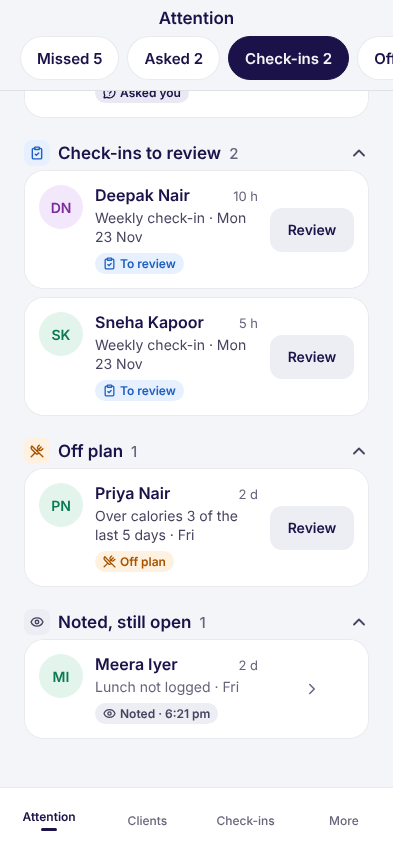 Attention
Missed 5
Asked 2
Check-ins 2
Off
Asked you
Check-ins to review 2
DN
Deepak Nair
10 h
Weekly check-in · Mon
23 Nov
To review
Review
SK
Sneha Kapoor
5 h
Weekly check-in · Mon
23 Nov
To review
Review
Off plan 1
PN
Priya Nair
2 d
Over calories 3 of the
last 5 days · Fri
Off plan
Review
Noted, still open 1
MI
Meera Iyer
2 d
Lunch not logged · Fri
Noted · 6:21 pm
Attention
Clients
Check-ins
More